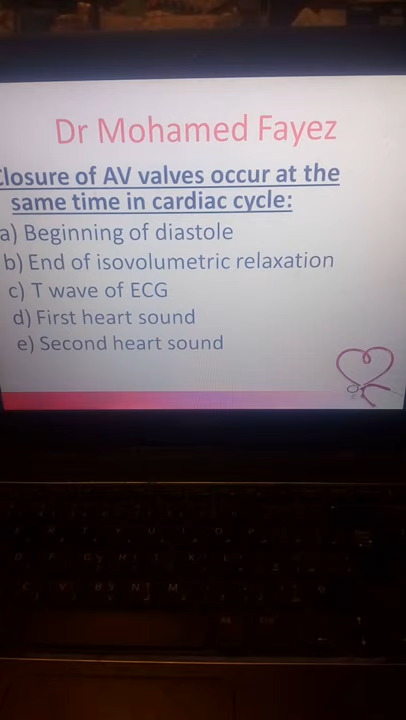 Dr Mohamed Fayez
Closure of AV valves occur at the
same time in cardiac cycle:
a) Beginning of diastole
b) End of isovolumetric relaxation
c) T wave of ECG
d) First heart sound
e) Second heart sound